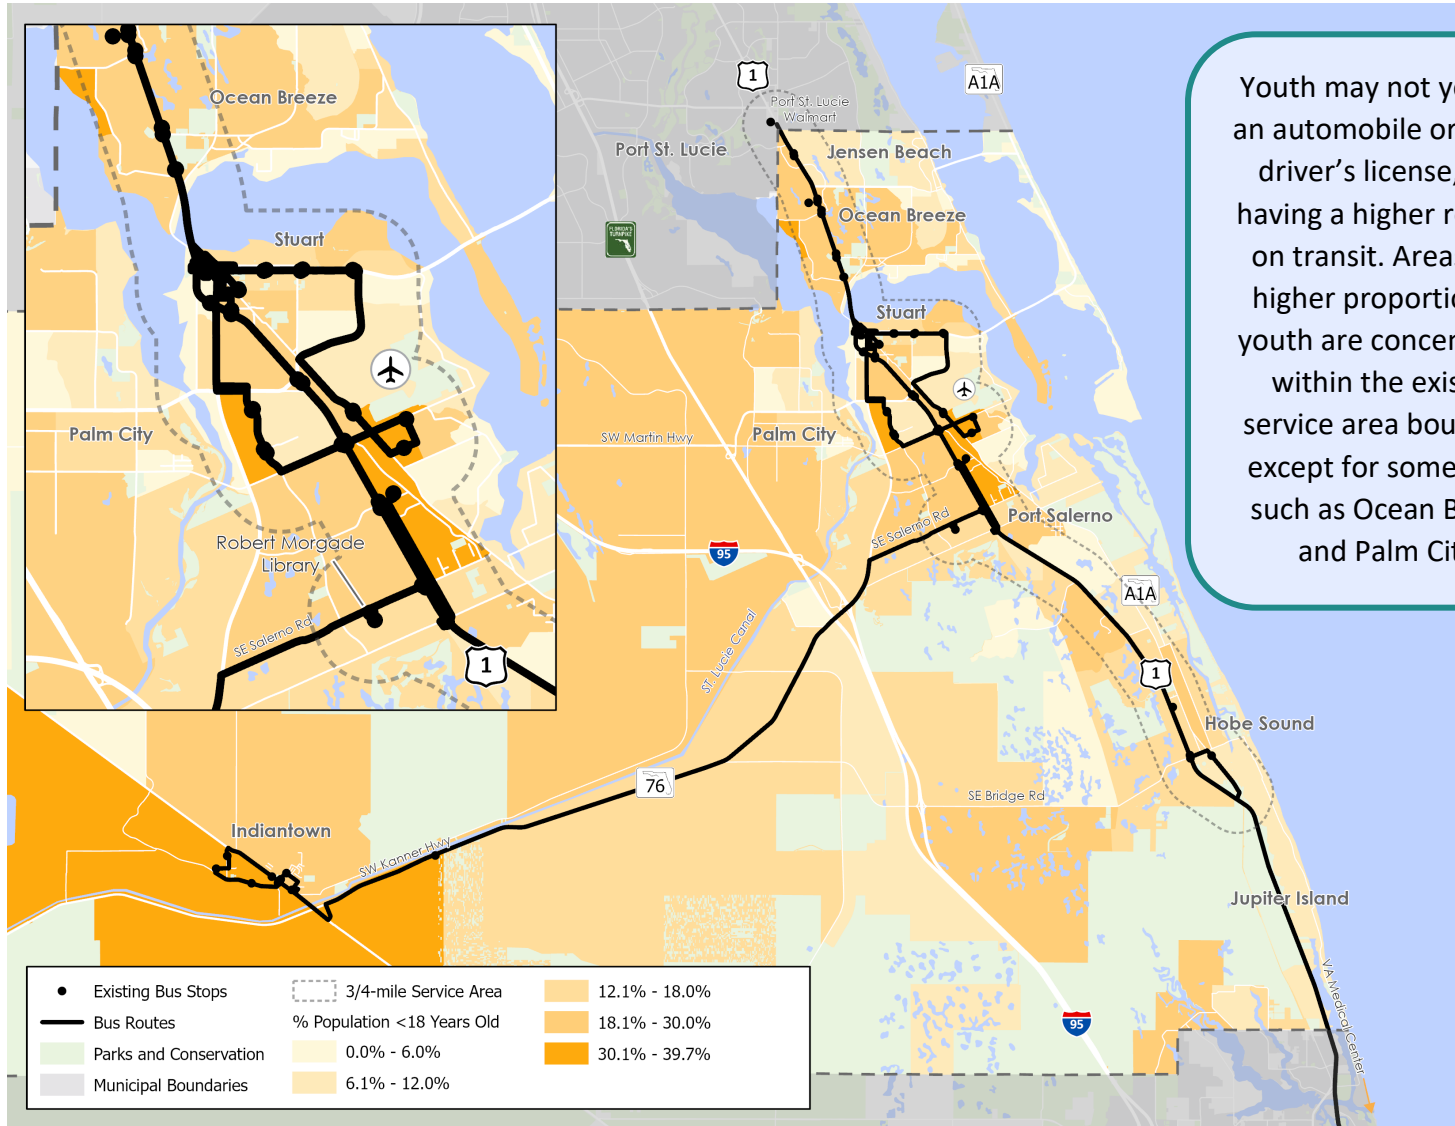 Ocean Breeze
Stuart
Palm City
Robert Morgade
Library
SE Salerno Rd
1
1
A1A
Port St. Lucie
Walmart
Port St. Lucie
Jensen Beach
FLORIDA'S
TURNPIKE
Ocean Breeze
Stuart
SW Martin Hwy
Palm City
95
SE Salerno Rd
Port Salerno
A1A
ST. Lucie Canal
1
Hobe Sound
76
SE Bridge Rd
Indiantown
SW Kanner Hwy
Jupiter Island
VA Medical Center
95
Youth may not y
an automobile or
driver's license,
having a higher r
on transit. Area
higher proporti
youth are concer
within the exis
service area bou
except for some
such as Ocean B
and Palm Cit
Existing Bus Stops
Bus Routes
Parks and Conservation
Municipal Boundaries
3/4-mile Service Area
% Population <18 Years Old
0.0% - 6.0%
6.1% - 12.0%
12.1% - 18.0%
18.1% - 30.0%
30.1% - 39.7%